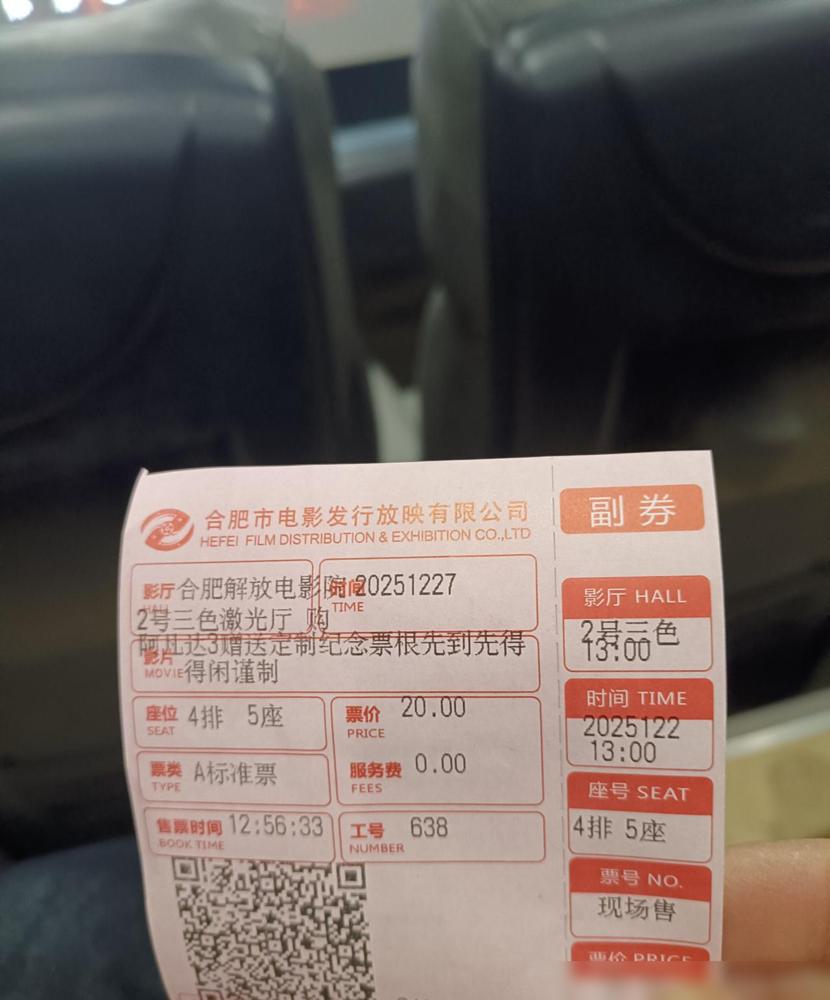 合肥市电影发行放映有限公司
HEFEI FILM DISTRIBUTION & EXHIBITION CO.,LTD
影厅 合肥解放电影院
HALL
2号三色激光厅 购
时间 20251227
TIME
阿凡达3赠送定制纪念票根先到先得
影片
MOVIE 得闲谨制
座位 4排 5座
SEAT
票价 20.00
PRICE
票类 A标准票
TYPE
服务费 0.00
FEES
售票时间 12:56:33
BOOK TIME
工号 638
NUMBER
副券
影厅 HALL
2号三色
13:00
时间 TIME
2025122
13:00
座号 SEAT
4排 5座
票号 NO.
现场售
票价 PRICE